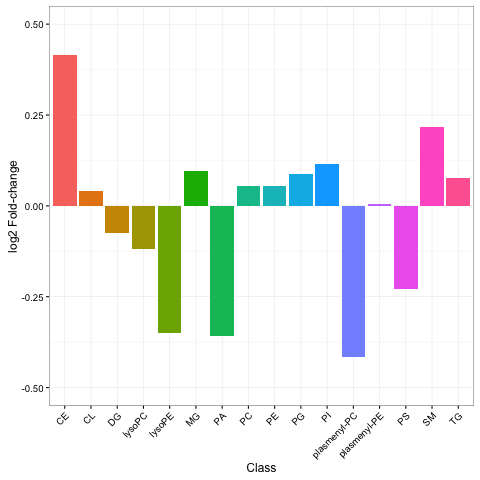 log2 Fold-change
0.50
0.25
0.00
-0.25
-0.50
CE
CL
DG
lysoPC
lysoPE
MG
PA
PC
PE
PG
PI
plasmenyl-PC
plasmenyl-PE
PS
SM
TG
Class